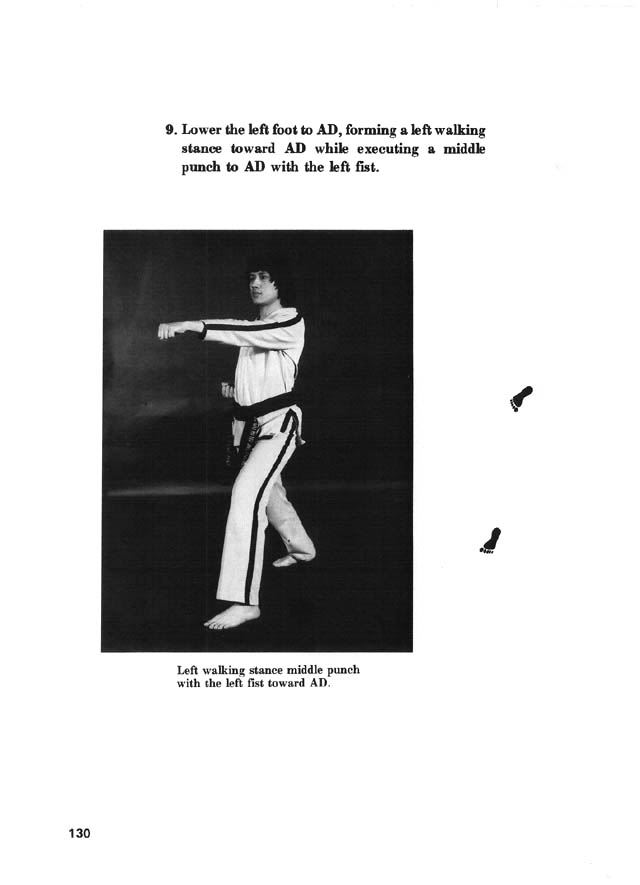 9. Lower the left foot to AD, forming a left walking
stance toward AD while executing a middle
punch to AD with the left fist.
Left walking stance middle punch
with the left fist toward AD.
130